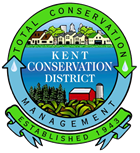 TOTAL CONSERVATION
KENT
CONSERVATION
DISTRICT
MANAGEMENT
ESTABLISHED 1943